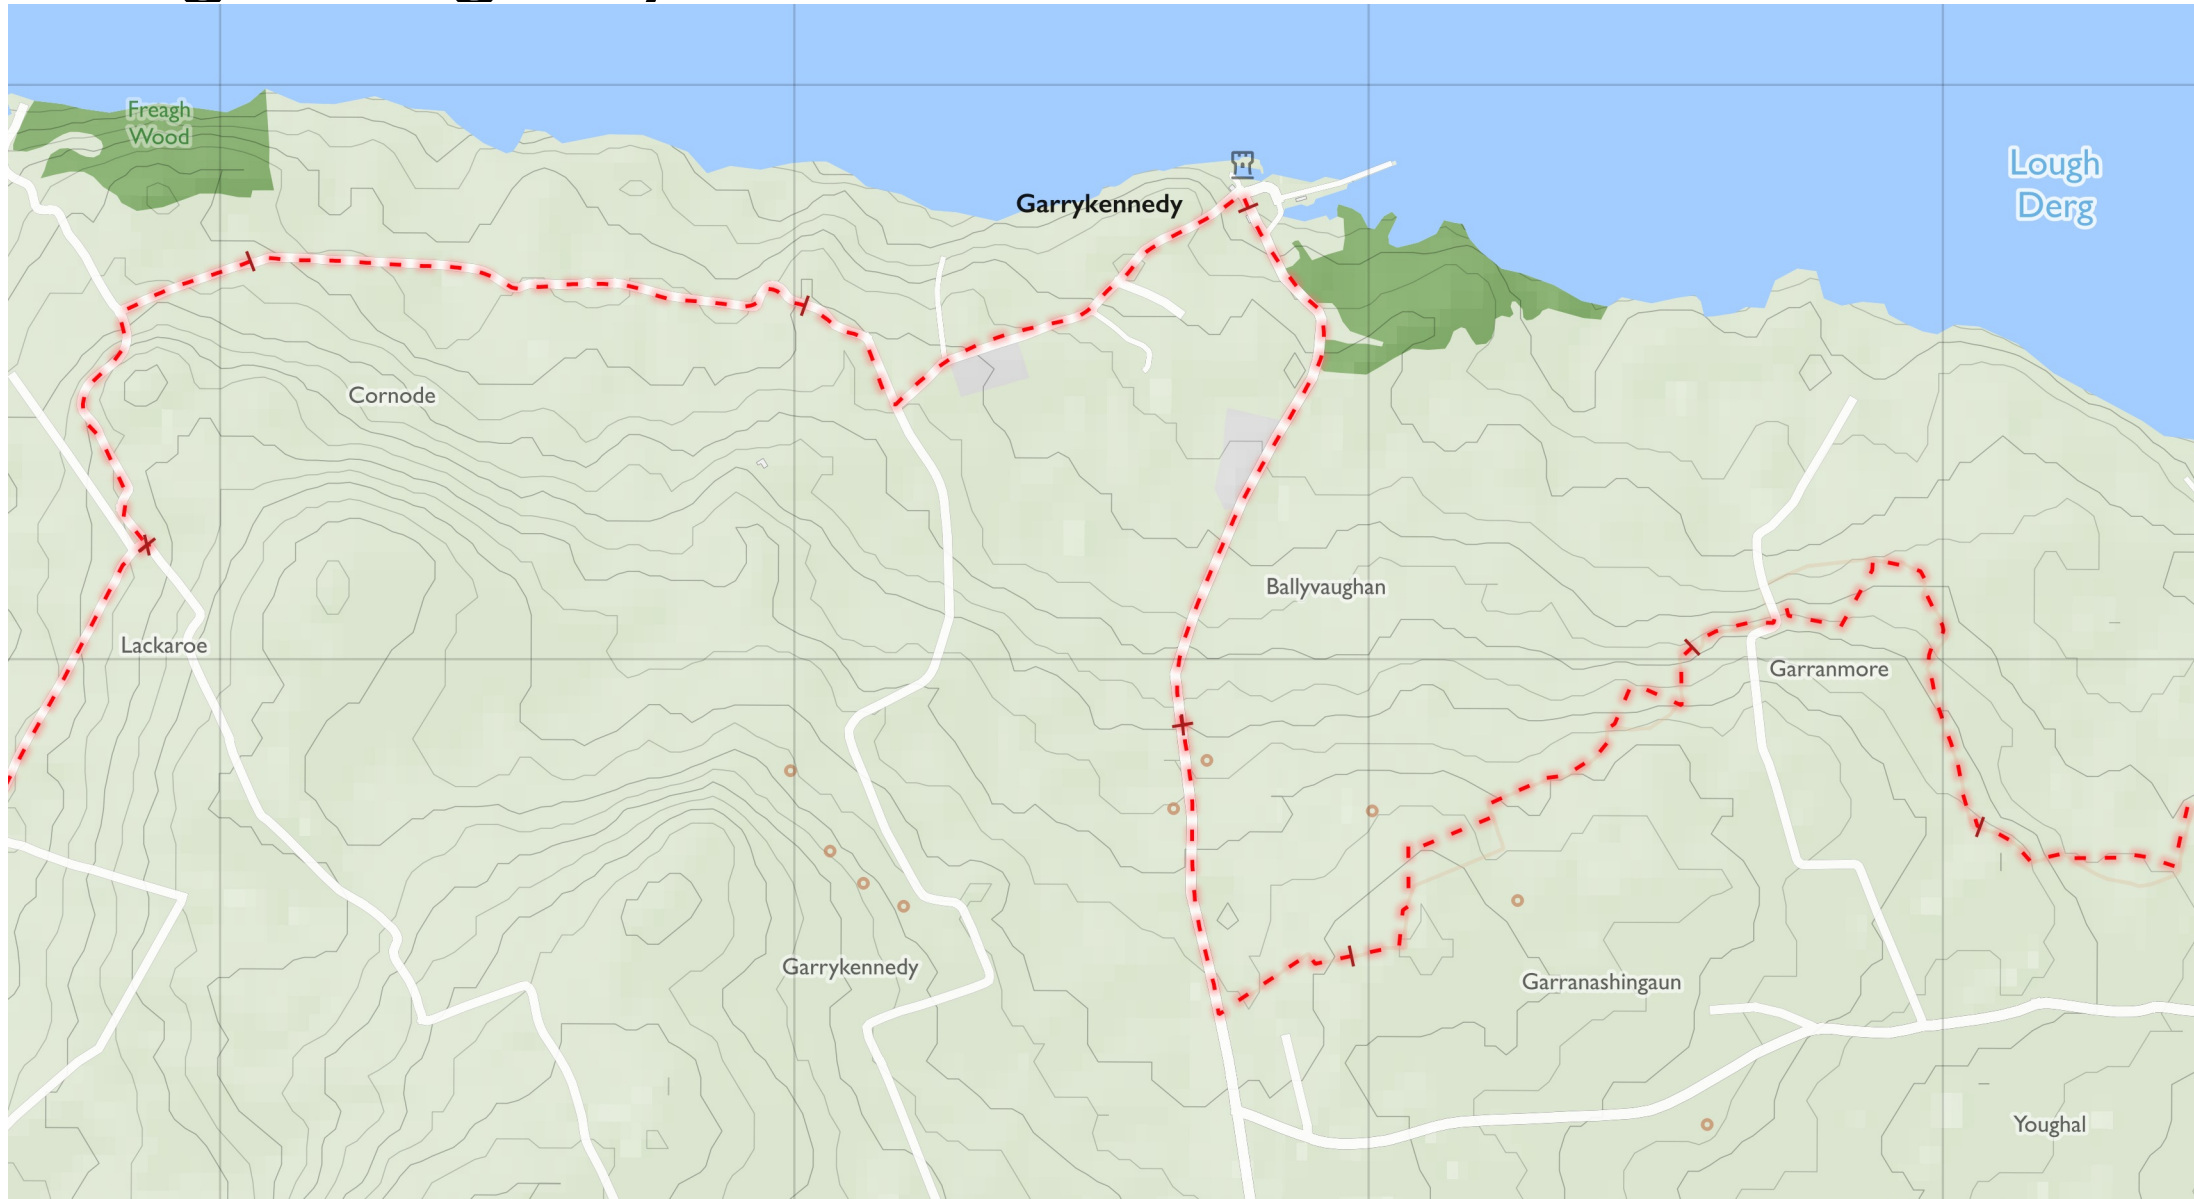 Freagh
Wood
Lough
Derg
Garrykennedy
Cornode
Ballyvaughan
Lackaroe
Garranmore
Garrykennedy
Garranashingaun
Youghal